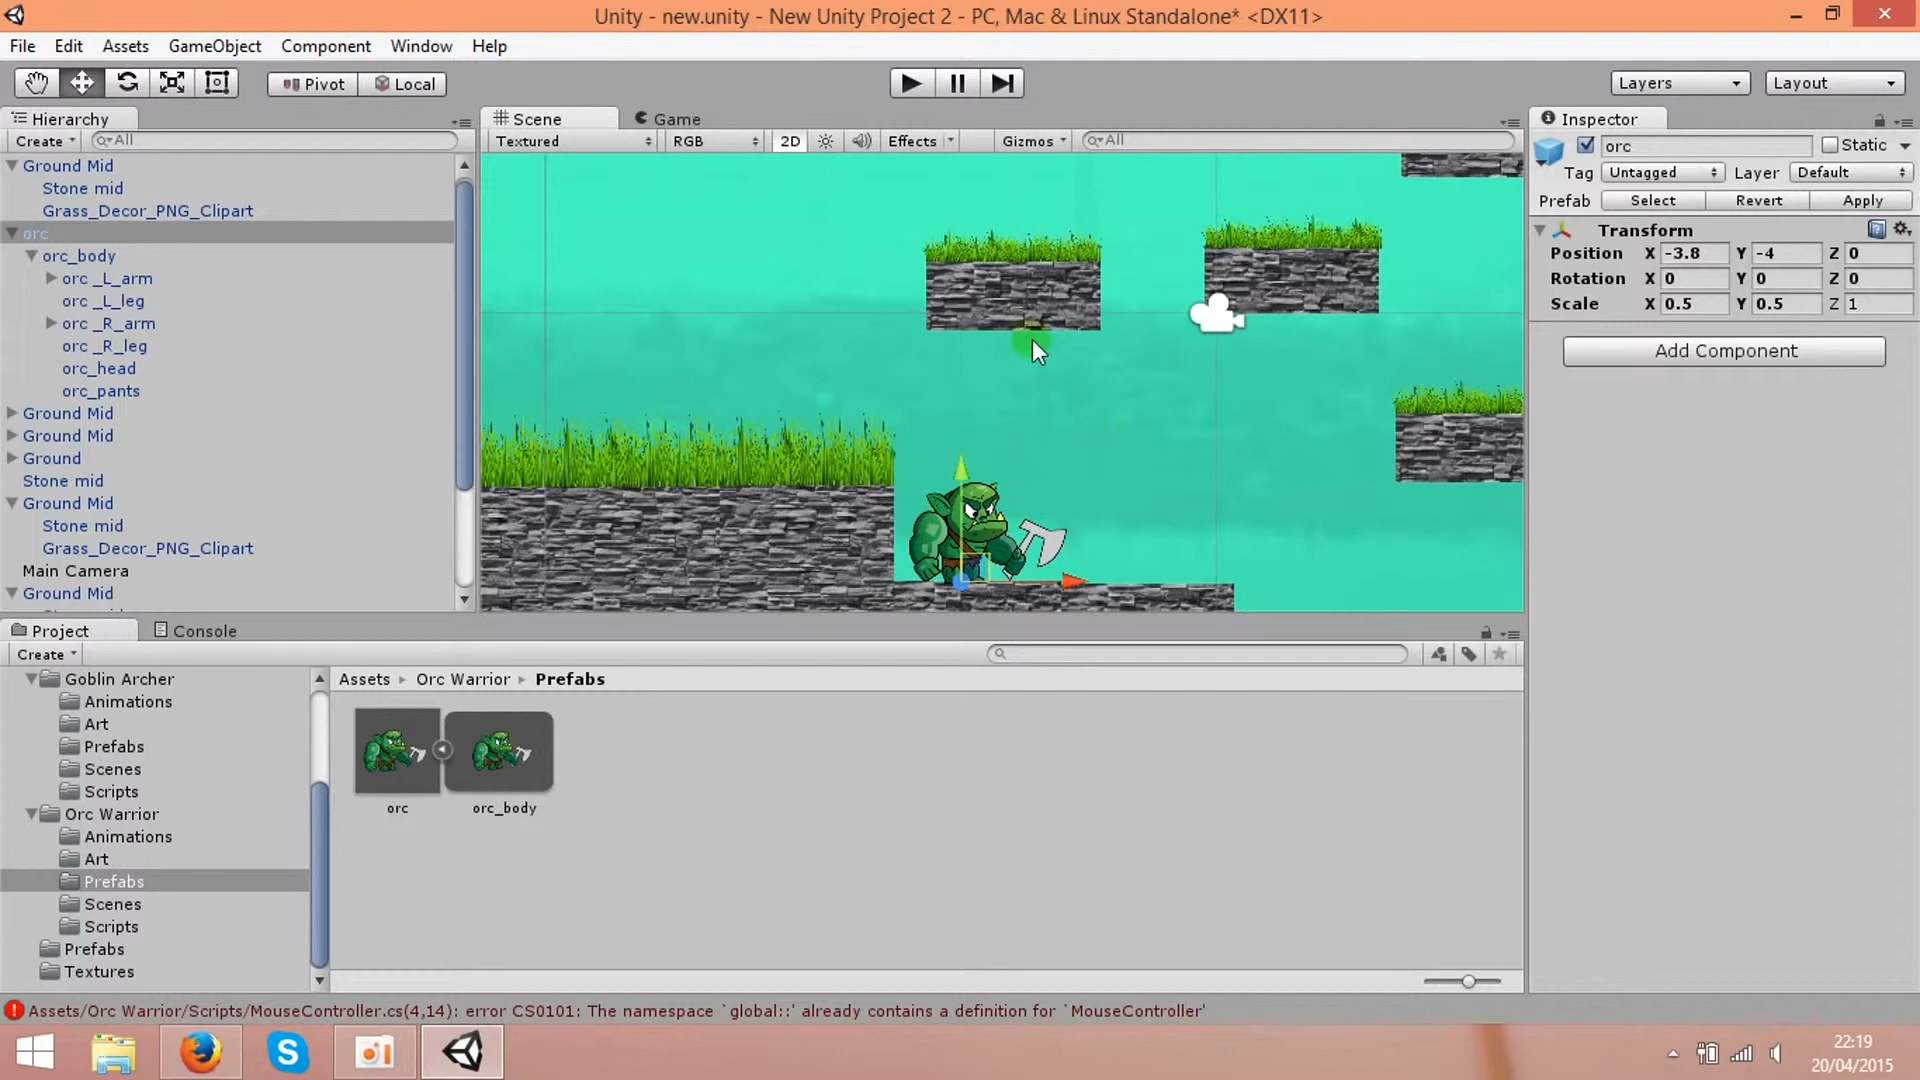 Unity - new.unity - New Unity Project 2 - PC, Mac & Linux Standalone* <DX11>
File Edit Assets GameObject Component Window Help
Pivot Local Layers Layout
Hierarchy
Create All
Ground Mid
Stone mid
Grass_Decor_PNG_Clipart
orc
orc_body
orc _L_arm
orc _L_leg
orc _R_arm
orc _R_leg
orc_head
orc_pants
Ground Mid
Ground Mid
Ground
Stone mid
Ground Mid
Stone mid
Grass_Decor_PNG_Clipart
Main Camera
Ground Mid
Scene Game
Textured RGB 2D Effects Gizmos All
Inspector
orc Static
Tag Untagged Layer Default
Prefab Select Revert Apply
Transform
Position X -3.8 Y -4 Z 0
Rotation X 0 Y 0 Z 0
Scale X 0.5 Y 0.5 Z 1
Add Component
Project Console
Create
Goblin Archer
Animations
Art
Prefabs
Scenes
Scripts
Orc Warrior
Animations
Art
Prefabs
Scenes
Scripts
Prefabs
Textures
Assets Orc Warrior Prefabs
orc orc_body
Assets/Orc Warrior/Scripts/MouseController.cs(4,14): error CS0101: The namespace `global::' already contains a definition for `MouseController'
22:19
20/04/2015